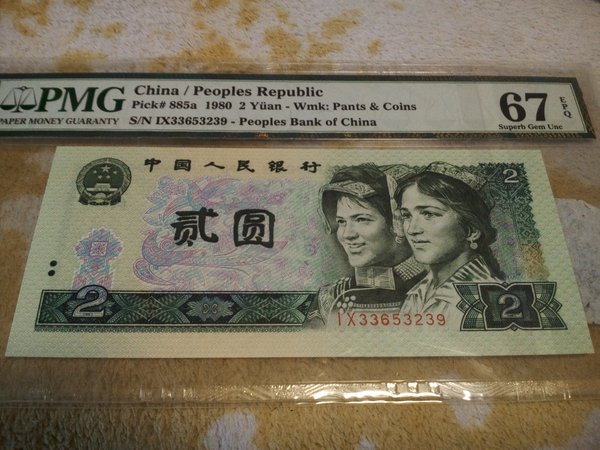 PMG
PAPER MONEY GUARANTY
China / Peoples Republic
Pick# 885a 1980 2 Yüan - Wmk: Pants & Coins
S/N IX33653239 - Peoples Bank of China
67
EPQ
Superb Gem Unc
中国人民银行
贰圆
2
2
2
IX33653239